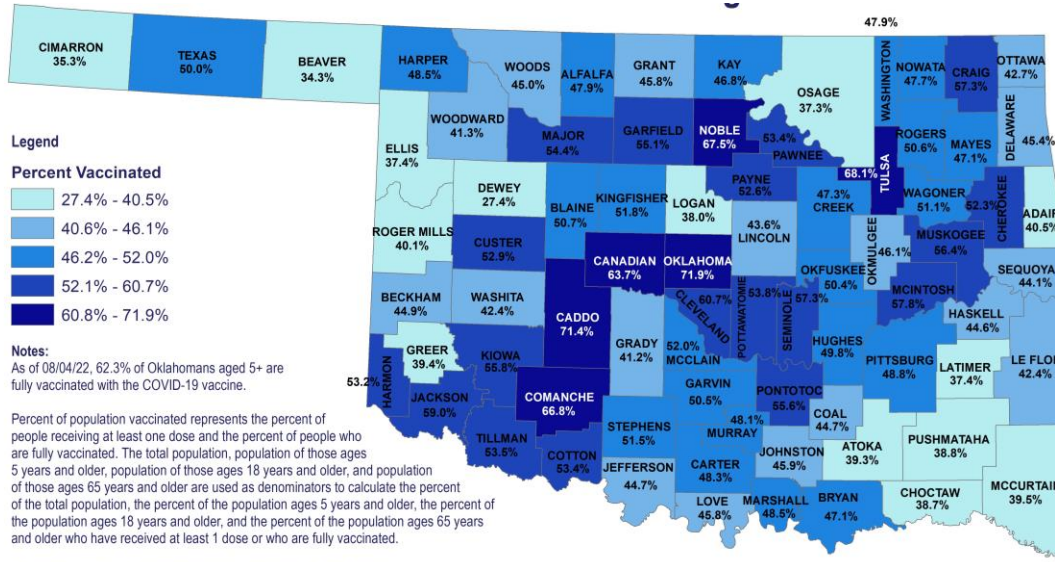 47.9%
CIMARRON
35.3%
TEXAS
50.0%
BEAVER
34.3%
HARPER
48.5%
WOODS
45.0%
ALFALFA
47.9%
GRANT
45.8%
KAY
46.8%
OSAGE
37.3%
WASHINGTON
NOWATA
47.7%
CRAIG
57.3%
OTTAWA
42.7%
WOODWARD
41.3%
MAJOR
54.4%
GARFIELD
55.1%
NOBLE
67.5%
53.4%
PAWNEE
TULSA
68.1%
ROGERS
50.6%
MAYES
47.1%
DELAWARE
45.4%
ELLIS
37.4%
DEWEY
27.4%
BLAINE
50.7%
KINGFISHER
51.8%
LOGAN
38.0%
PAYNE
52.6%
47.3%
CREEK
WAGONER
51.1%
CHEROKEE
52.3%
ADAIR
40.5%
ROGER MILLS
40.1%
CUSTER
52.9%
CANADIAN
63.7%
OKLAHOMA
71.9%
43.6%
LINCOLN
OKMULGEE
46.1%
MUSKOGEE
56.4%
OKFUSKEE
50.4%
SEQUOYA
44.1%
BECKHAM
44.9%
WASHITA
42.4%
CADDO
71.4%
GRADY
41.2%
CLEVELAND
60.7%
POTTAWATOMIE
53.8%
SEMINOLE
57.3%
MCINTOSH
57.8%
HASKELL
44.6%
GREER
39.4%
KIOWA
55.8%
52.0%
MCCLAIN
HUGHES
49.8%
PITTSBURG
48.8%
LATIMER
37.4%
LE FLO
42.4%
53.2%
HARMON
JACKSON
59.0%
COMANCHE
66.8%
GARVIN
50.5%
PONTOTOC
55.6%
COAL
44.7%
TILLMAN
53.5%
COTTON
53.4%
STEPHENS
51.5%
48.1%
MURRAY
JOHNSTON
45.9%
ATOKA
39.3%
PUSHMATAHA
38.8%
JEFFERSON
44.7%
CARTER
48.3%
LOVE
45.8%
MARSHALL
48.5%
BRYAN
47.1%
CHOCTAW
38.7%
MCCURTAIN
39.5%
Legend
Percent Vaccinated
27.4% - 40.5%
40.6% - 46.1%
46.2% - 52.0%
52.1% - 60.7%
60.8% - 71.9%
Notes:
As of 08/04/22, 62.3% of Oklahomans aged 5+ are
fully vaccinated with the COVID-19 vaccine.
Percent of population vaccinated represents the percent of
people receiving at least one dose and the percent of people who
are fully vaccinated. The total population, population of those ages
5 years and older, population of those ages 18 years and older, and population
of those ages 65 years and older are used as denominators to calculate the percent
of the total population, the percent of the population ages 5 years and older, the percent of
the population ages 18 years and older, and the percent of the population ages 65 years
and older who have received at least 1 dose or who are fully vaccinated.